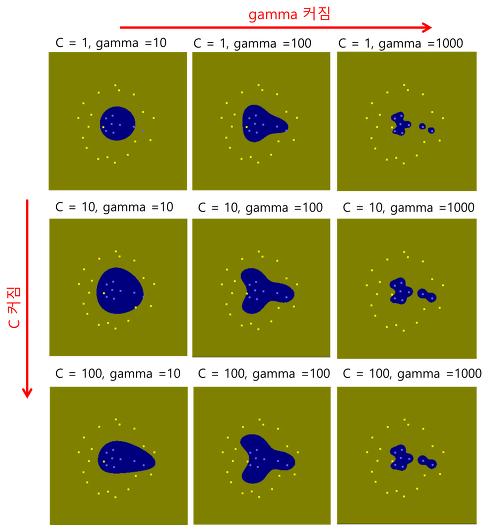 gamma 커짐
C = 1, gamma =10
C = 1, gamma =100
C = 1, gamma =1000
C 커짐
C = 10, gamma =10
C = 10, gamma =100
C = 10, gamma =1000
C = 100, gamma =10
C = 100, gamma =100
C = 100, gamma =1000